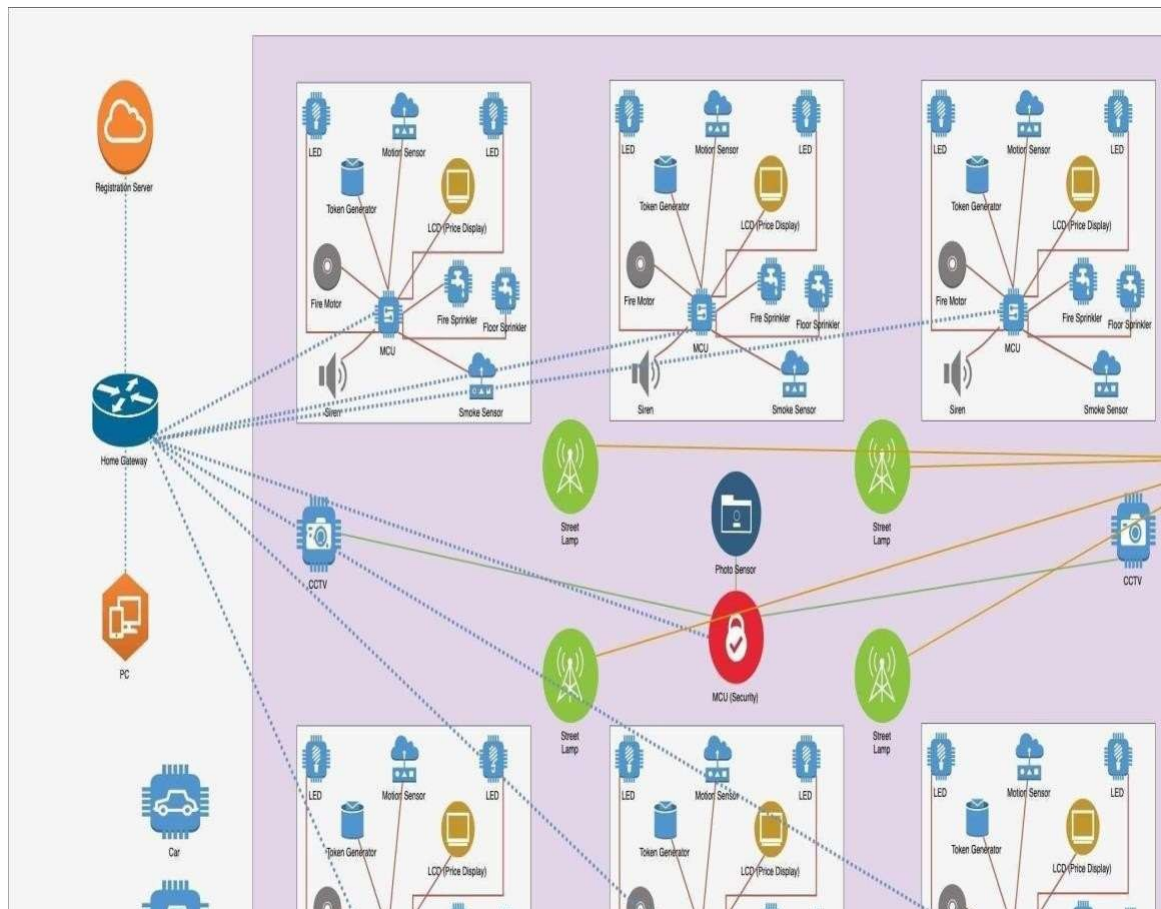 LED
Motion Sensor
LED
Token Generator
LCD (Price Display)
Fire Motor
Fire Sprinkler
Floor Sprinkler
MCU
Siren
Smoke Sensor
LED
Motion Sensor
LED
Token Generator
LCD (Price Display)
Fire Motor
Fire Sprinkler
Floor Sprinkler
MCU
Siren
Smoke Sensor
LED
Motion Sensor
LED
Token Generator
LCD (Price Display)
Fire Motor
Fire Sprinkler
Floor Sprinkler
MCU
Siren
Smoke Sensor
Registration Server
Home Gateway
PC
Car
Street
Lamp
Street
Lamp
CCTV
Photo Sensor
CCTV
MCU (Security)
Street
Lamp
Street
Lamp
LED
Motion Sensor
LED
Token Generator
LCD (Price Display)
LED
Motion Sensor
LED
Token Generator
LCD (Price Display)
LED
Motion Sensor
LED
Token Generator
LCD (Price Display)